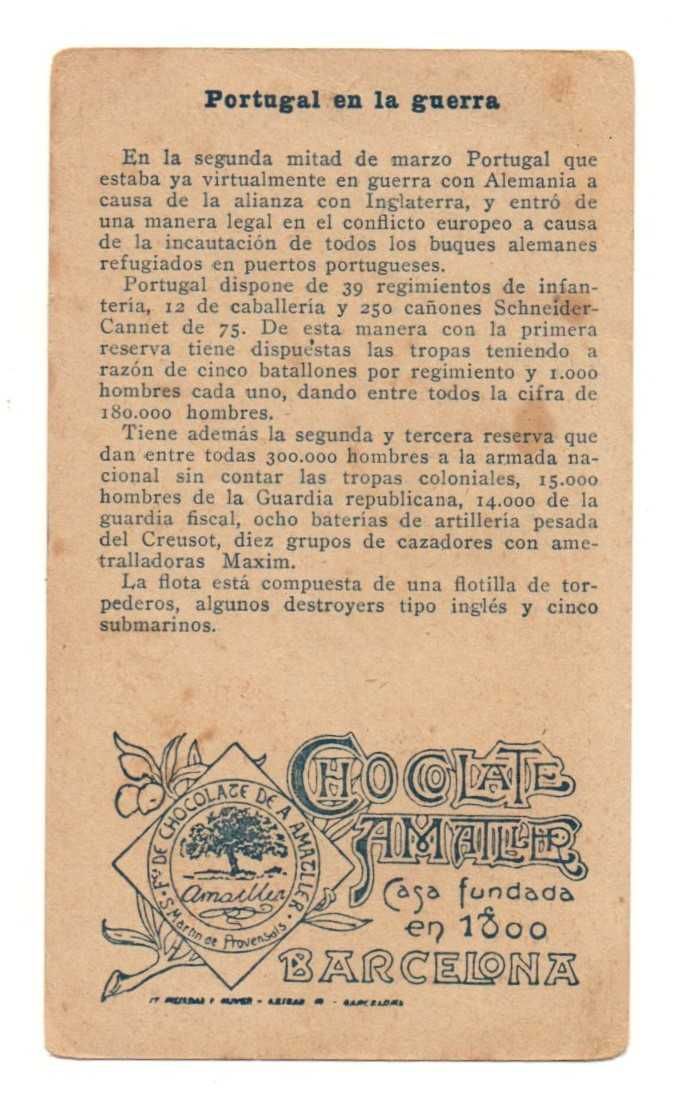 Portugal en la guerra
En la segunda mitad de marzo Portugal que
estaba ya virtualmente en guerra con Alemania a
causa de la alianza con Inglaterra, y entró de
una manera legal en el conflicto europeo a causa
de la incautación de todos los buques alemanes
refugiados en puertos portugueses.
Portugal dispone de 39 regimientos de infan-
tería, 12 de caballería y 250 cañones Schneider-
Cannet de 75. De esta manera con la primera
reserva tiene dispuestas las tropas teniendo a
razón de cinco batallones por regimiento y 1.000
hombres cada uno, dando entre todos la cifra de
180.000 hombres.
Tiene además la segunda y tercera reserva que
dan entre todas 300.000 hombres a la armada na-
cional sin contar las tropas coloniales, 15.000
hombres de la Guardia republicana, 14.000 de la
guardia fiscal, ocho baterías de artillería pesada
del Creusot, diez grupos de cazadores con ame-
tralladoras Maxim.
La flota está compuesta de una flotilla de tor-
pederos, algunos destroyers tipo inglés y cinco
submarinos.
CHOCOLATE
AMATLLER
Casa fundada
en 1800
BARCELONA
DE CHOCOLATE DE A AMATLLER
Amatller
S. Martin de Provensals
BARCELONA